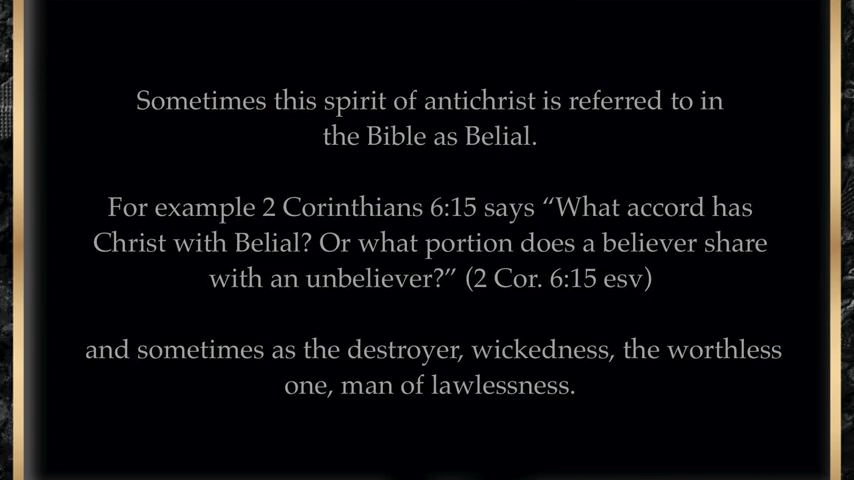 Sometimes this spirit of antichrist is referred to in
the Bible as Belial.
For example 2 Corinthians 6:15 says “What accord has
Christ with Belial? Or what portion does a believer share
with an unbeliever?” (2 Cor. 6:15 esv)
and sometimes as the destroyer, wickedness, the worthless
one, man of lawlessness.